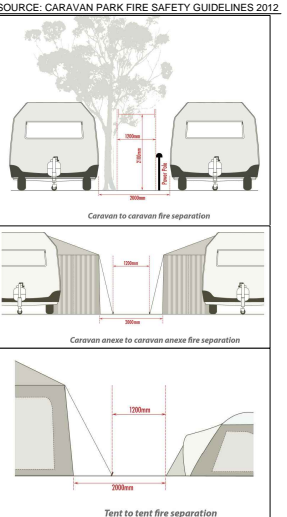 SOURCE: CARAVAN PARK FIRE SAFETY GUIDELINES 2012
1200mm
2100mm
Power Pole
2000mm
Caravan to caravan fire separation
1200mm
2000mm
Caravan anexe to caravan anexe fire separation
1200mm
2000mm
Tent to tent fire separation